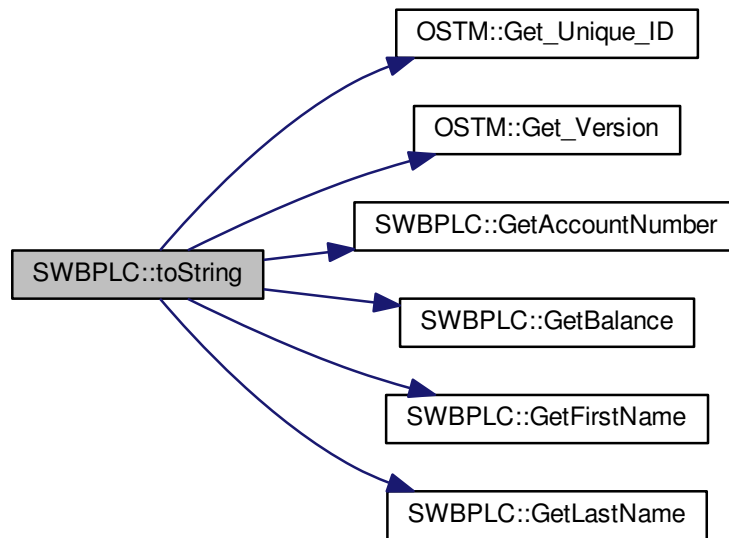 OSTM::Get_Unique_ID
OSTM::Get_Version
SWBPLC::GetAccountNumber
SWBPLC::toString
SWBPLC::GetBalance
SWBPLC::GetFirstName
SWBPLC::GetLastName